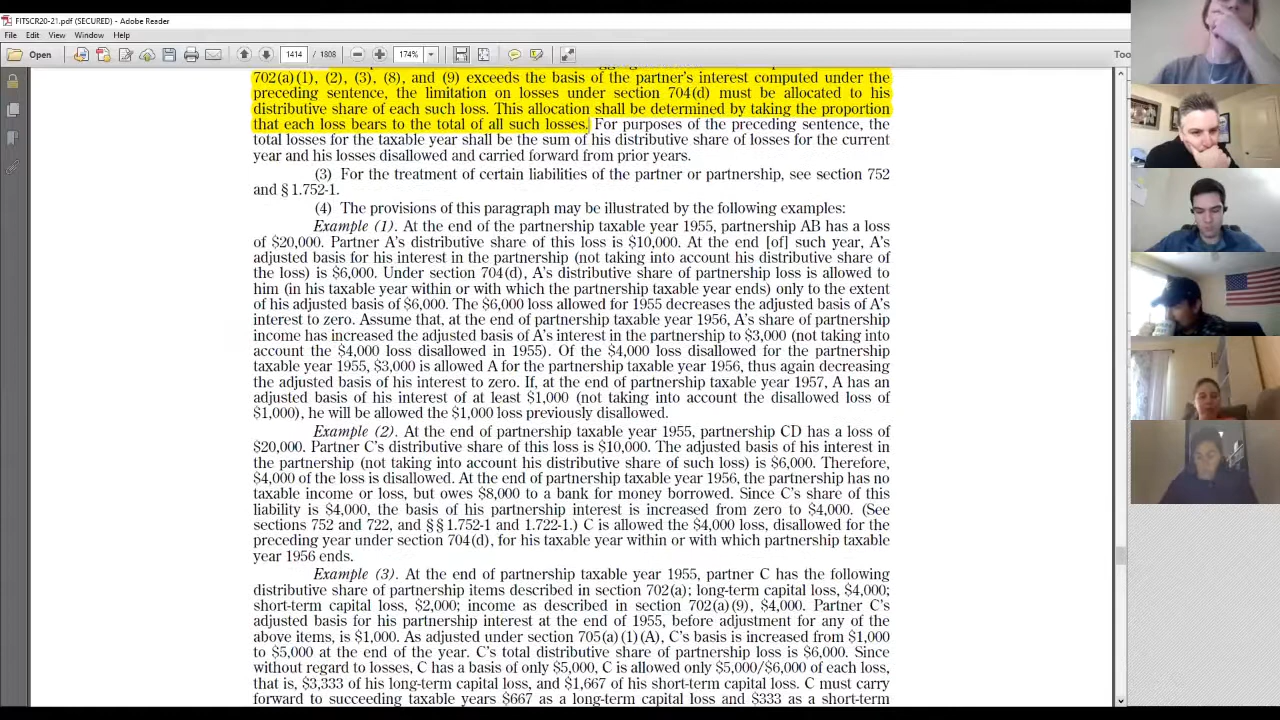 FITSCR20-21.pdf (SECURED) - Adobe Reader
File Edit View Window Help
Open 1414 / 1808 174% Too
702(a)(1), (2), (3), (8), and (9) exceeds the basis of the partner's interest computed under the
preceding sentence, the limitation on losses under section 704(d) must be allocated to his
distributive share of each such loss. This allocation shall be determined by taking the proportion
that each loss bears to the total of all such losses. For purposes of the preceding sentence, the
total losses for the taxable year shall be the sum of his distributive share of losses for the current
year and his losses disallowed and carried forward from prior years.
(3) For the treatment of certain liabilities of the partner or partnership, see section 752
and § 1.752-1.
(4) The provisions of this paragraph may be illustrated by the following examples:
Example (1). At the end of the partnership taxable year 1955, partnership AB has a loss
of $20,000. Partner A's distributive share of this loss is $10,000. At the end [of] such year, A's
adjusted basis for his interest in the partnership (not taking into account his distributive share of
the loss) is $6,000. Under section 704(d), A's distributive share of partnership loss is allowed to
him (in his taxable year within or with which the partnership taxable year ends) only to the extent
of his adjusted basis of $6,000. The $6,000 loss allowed for 1955 decreases the adjusted basis of A's
interest to zero. Assume that, at the end of partnership taxable year 1956, A's share of partnership
income has increased the adjusted basis of A's interest in the partnership to $3,000 (not taking into
account the $4,000 loss disallowed in 1955). Of the $4,000 loss disallowed for the partnership
taxable year 1955, $3,000 is allowed A for the partnership taxable year 1956, thus again decreasing
the adjusted basis of his interest to zero. If, at the end of partnership taxable year 1957, A has an
adjusted basis of his interest of at least $1,000 (not taking into account the disallowed loss of
$1,000), he will be allowed the $1,000 loss previously disallowed.
Example (2). At the end of partnership taxable year 1955, partnership CD has a loss of
$20,000. Partner C's distributive share of this loss is $10,000. The adjusted basis of his interest in
the partnership (not taking into account his distributive share of such loss) is $6,000. Therefore,
$4,000 of the loss is disallowed. At the end of partnership taxable year 1956, the partnership has no
taxable income or loss, but owes $8,000 to a bank for money borrowed. Since C's share of this
liability is $4,000, the basis of his partnership interest is increased from zero to $4,000. (See
sections 752 and 722, and §§ 1.752-1 and 1.722-1.) C is allowed the $4,000 loss, disallowed for the
preceding year under section 704(d), for his taxable year within or with which partnership taxable
year 1956 ends.
Example (3). At the end of partnership taxable year 1955, partner C has the following
distributive share of partnership items described in section 702(a); long-term capital loss, $4,000;
short-term capital loss, $2,000; income as described in section 702(a)(9), $4,000. Partner C's
adjusted basis for his partnership interest at the end of 1955, before adjustment for any of the
above items, is $1,000. As adjusted under section 705(a)(1)(A), C's basis is increased from $1,000
to $5,000 at the end of the year. C's total distributive share of partnership loss is $6,000. Since
without regard to losses, C has a basis of only $5,000, C is allowed only $5,000/$6,000 of each loss,
that is, $3,333 of his long-term capital loss, and $1,667 of his short-term capital loss. C must carry
forward to succeeding taxable years $667 as a long-term capital loss and $333 as a short-term